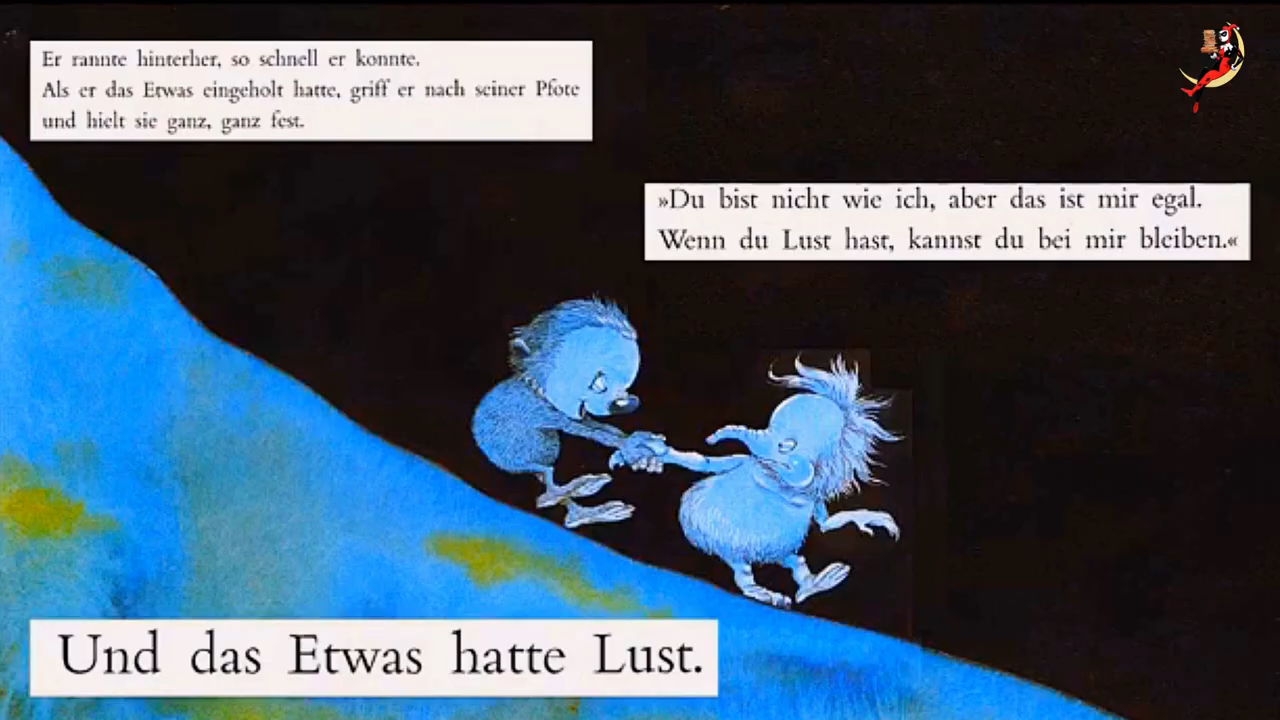 Er rannte hinterher, so schnell er konnte.
Als er das Etwas eingeholt hatte, griff er nach seiner Pfote
und hielt sie ganz, ganz fest.
»Du bist nicht wie ich, aber das ist mir egal.
Wenn du Lust hast, kannst du bei mir bleiben.«
Und das Etwas hatte Lust.